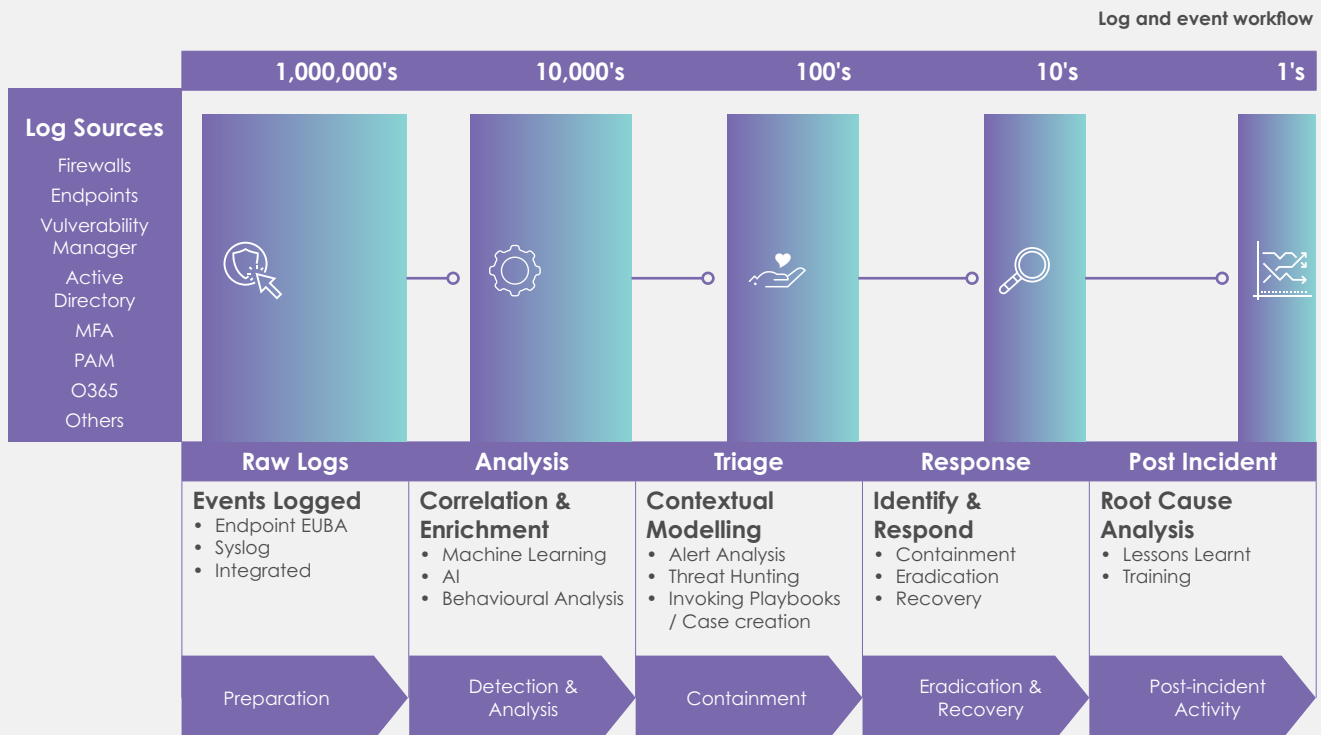 Log and event workflow
1,000,000's
10,000's
100's
10's
1's
Log Sources
Firewalls
Endpoints
Vulverability
Manager
Active
Directory
MFA
PAM
O365
Others
Raw Logs
Analysis
Triage
Response
Post Incident
Events Logged
• Endpoint EUBA
• Syslog
• Integrated
Correlation &
Enrichment
• Machine Learning
• AI
• Behavioural Analysis
Contextual
Modelling
• Alert Analysis
• Threat Hunting
• Invoking Playbooks
/ Case creation
Identify &
Respond
• Containment
• Eradication
• Recovery
Root Cause
Analysis
• Lessons Learnt
• Training
Preparation
Detection &
Analysis
Containment
Eradication &
Recovery
Post-incident
Activity